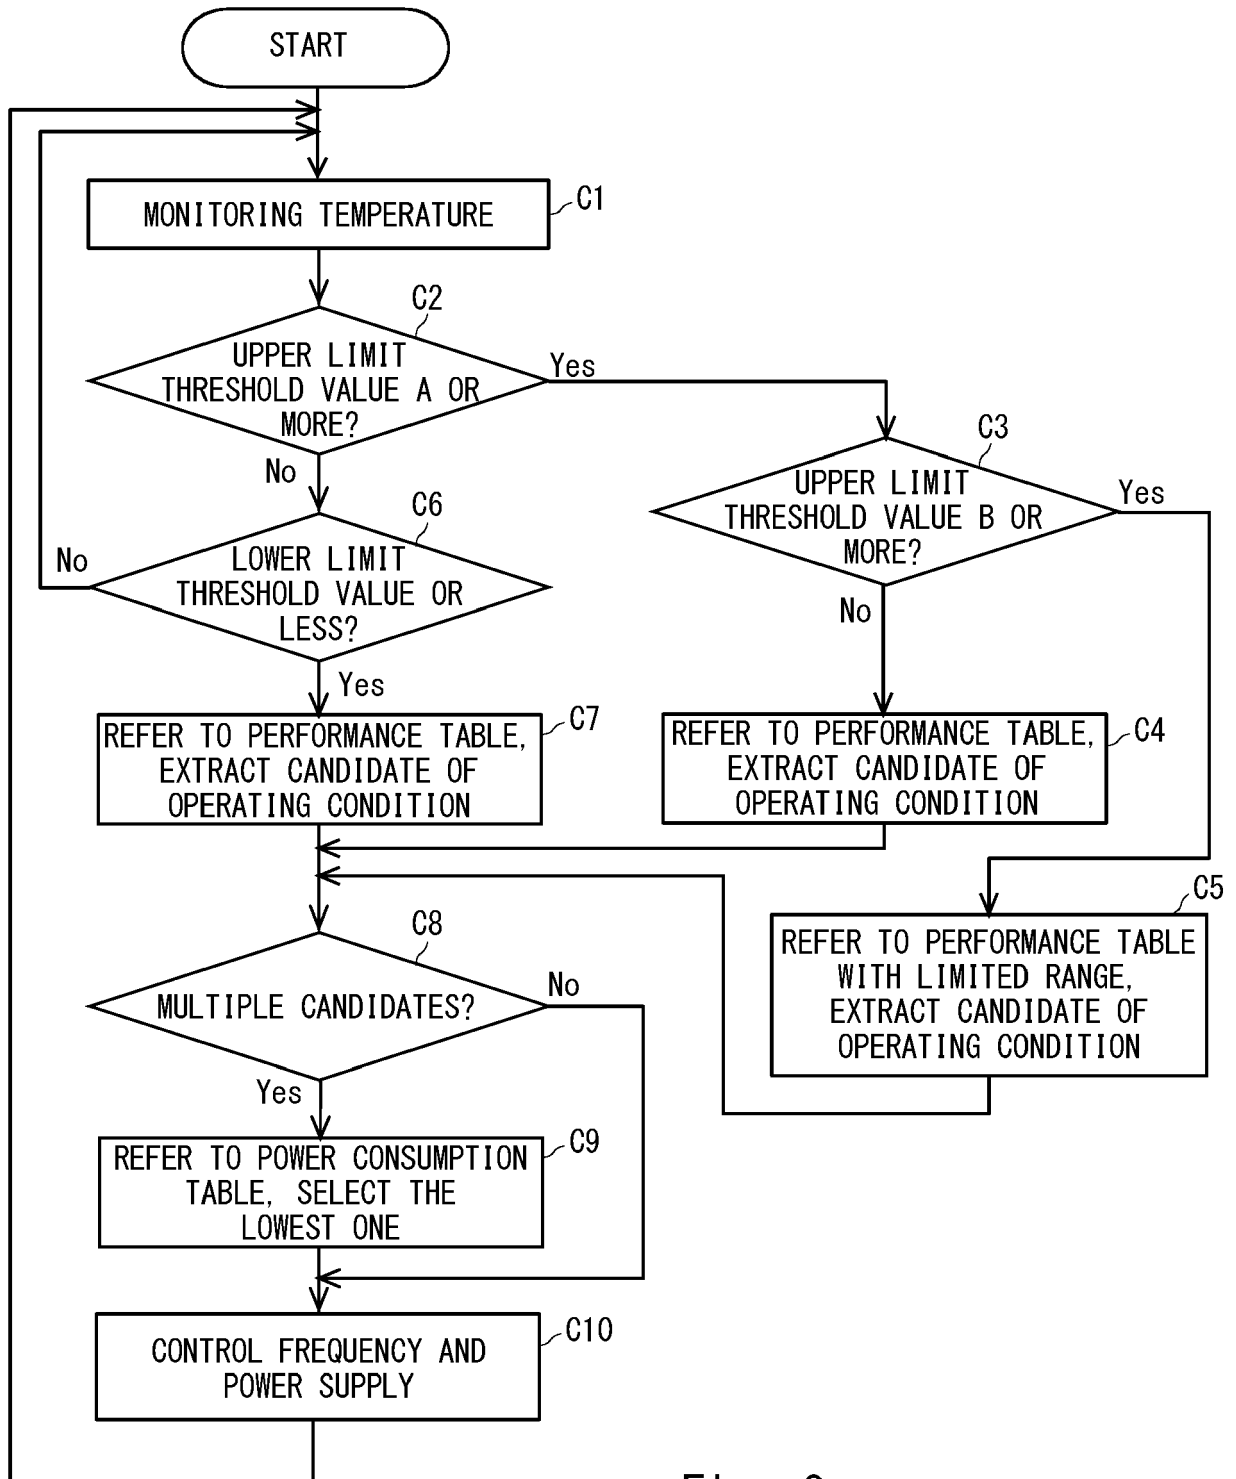 START
MONITORING TEMPERATURE
C1
C2
UPPER LIMIT
THRESHOLD VALUE A OR
MORE?
Yes
No
C3
UPPER LIMIT
THRESHOLD VALUE B OR
MORE?
Yes
No
C6
LOWER LIMIT
THRESHOLD VALUE OR
LESS?
No
Yes
C7
REFER TO PERFORMANCE TABLE,
EXTRACT CANDIDATE OF
OPERATING CONDITION
C4
REFER TO PERFORMANCE TABLE,
EXTRACT CANDIDATE OF
OPERATING CONDITION
C5
REFER TO PERFORMANCE TABLE
WITH LIMITED RANGE,
EXTRACT CANDIDATE OF
OPERATING CONDITION
C8
MULTIPLE CANDIDATES?
No
Yes
C9
REFER TO POWER CONSUMPTION
TABLE, SELECT THE
LOWEST ONE
C10
CONTROL FREQUENCY AND
POWER SUPPLY